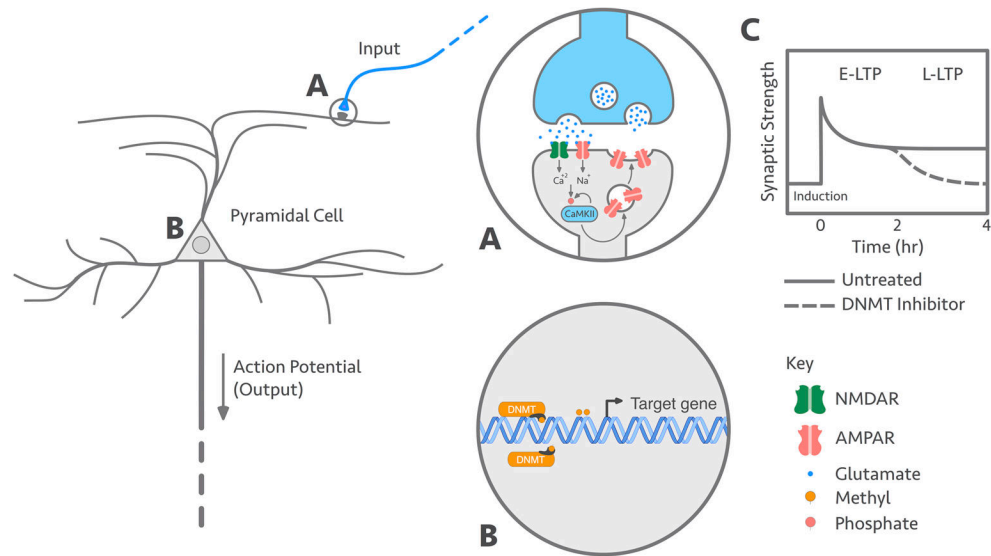 Input
A
B
Pyramidal Cell
Action Potential
(Output)
Ca+2
Na+
CaMKII
A
DNMT
Target gene
DNMT
B
C
Synaptic Strength
E-LTP
L-LTP
Induction
0
2
4
Time (hr)
Untreated
DNMT Inhibitor
Key
NMDAR
AMPAR
Glutamate
Methyl
Phosphate